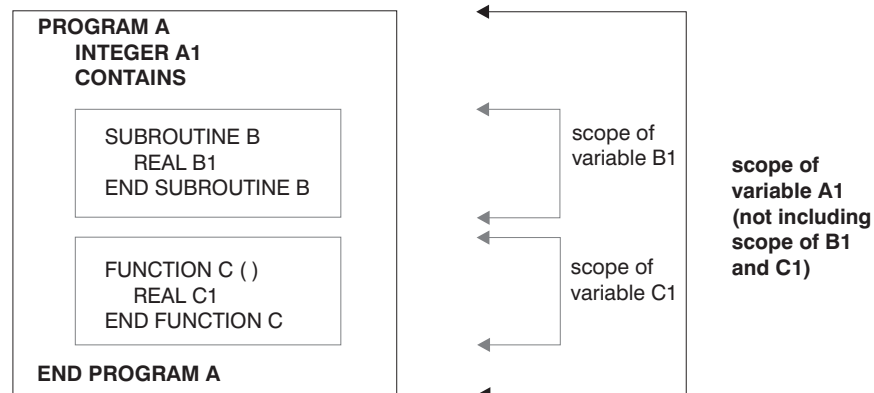 PROGRAM A
INTEGER A1
CONTAINS
SUBROUTINE B
REAL B1
END SUBROUTINE B
FUNCTION C ( )
REAL C1
END FUNCTION C
END PROGRAM A
scope of
variable B1
scope of
variable C1
scope of
variable A1
(not including
scope of B1
and C1)